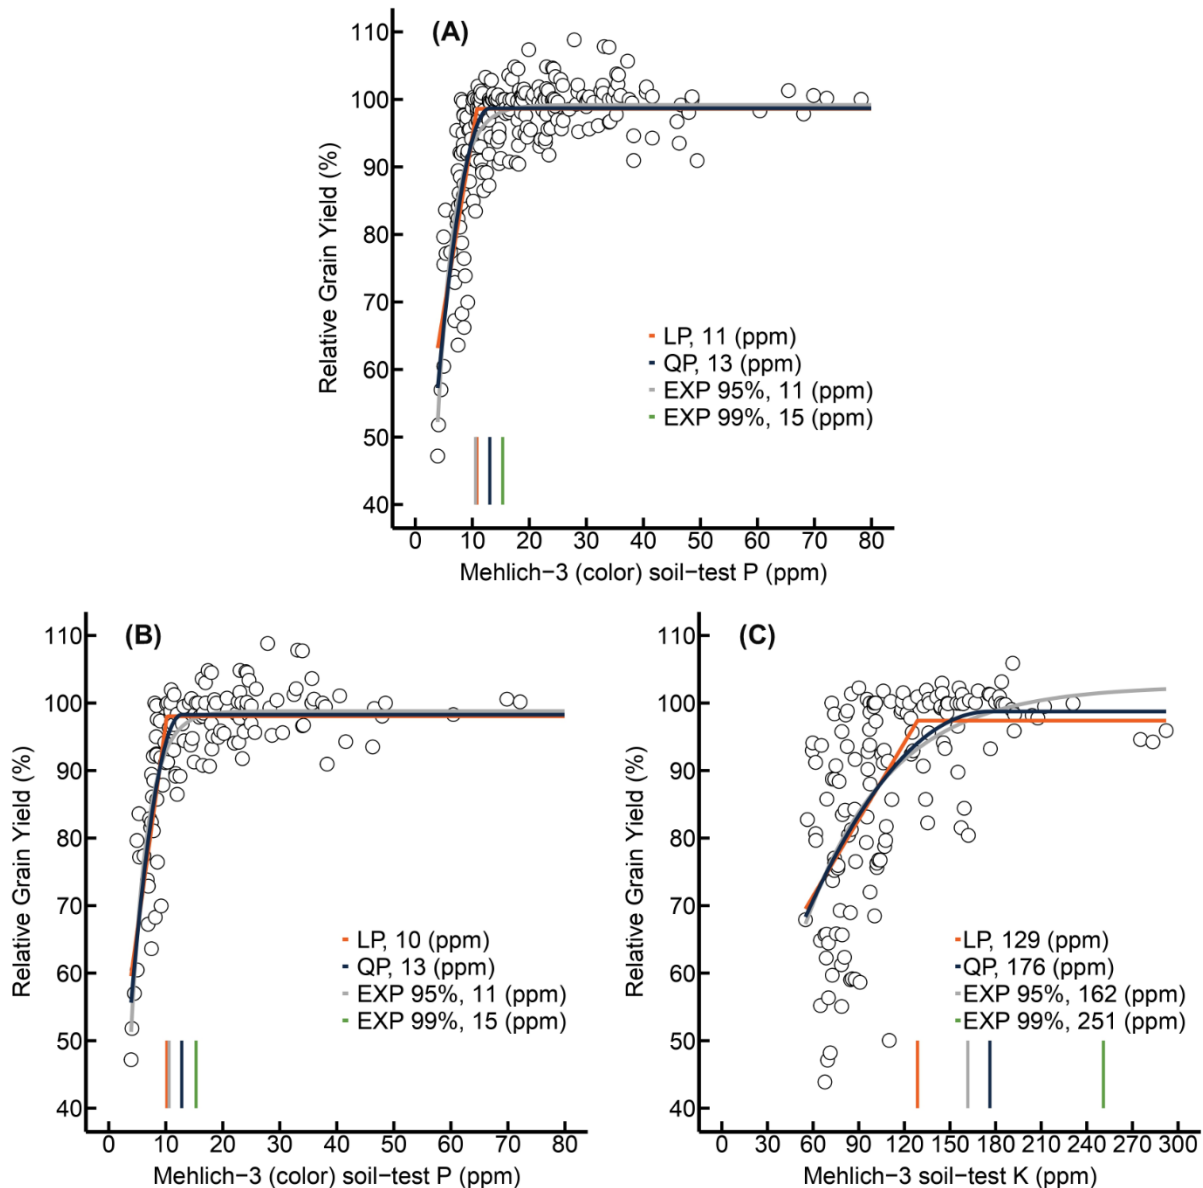 (A)
Relative Grain Yield (%)
110
100
90
80
70
60
50
40
LP, 11 (ppm)
QP, 13 (ppm)
EXP 95%, 11 (ppm)
EXP 99%, 15 (ppm)
0 10 20 30 40 50 60 70 80
Mehlich−3 (color) soil−test P (ppm)
(B)
Relative Grain Yield (%)
110
100
90
80
70
60
50
40
LP, 10 (ppm)
QP, 13 (ppm)
EXP 95%, 11 (ppm)
EXP 99%, 15 (ppm)
0 10 20 30 40 50 60 70 80
Mehlich−3 (color) soil−test P (ppm)
(C)
Relative Grain Yield (%)
110
100
90
80
70
60
50
40
LP, 129 (ppm)
QP, 176 (ppm)
EXP 95%, 162 (ppm)
EXP 99%, 251 (ppm)
0 30 60 90 120 150 180 210 240 270 300
Mehlich−3 soil−test K (ppm)